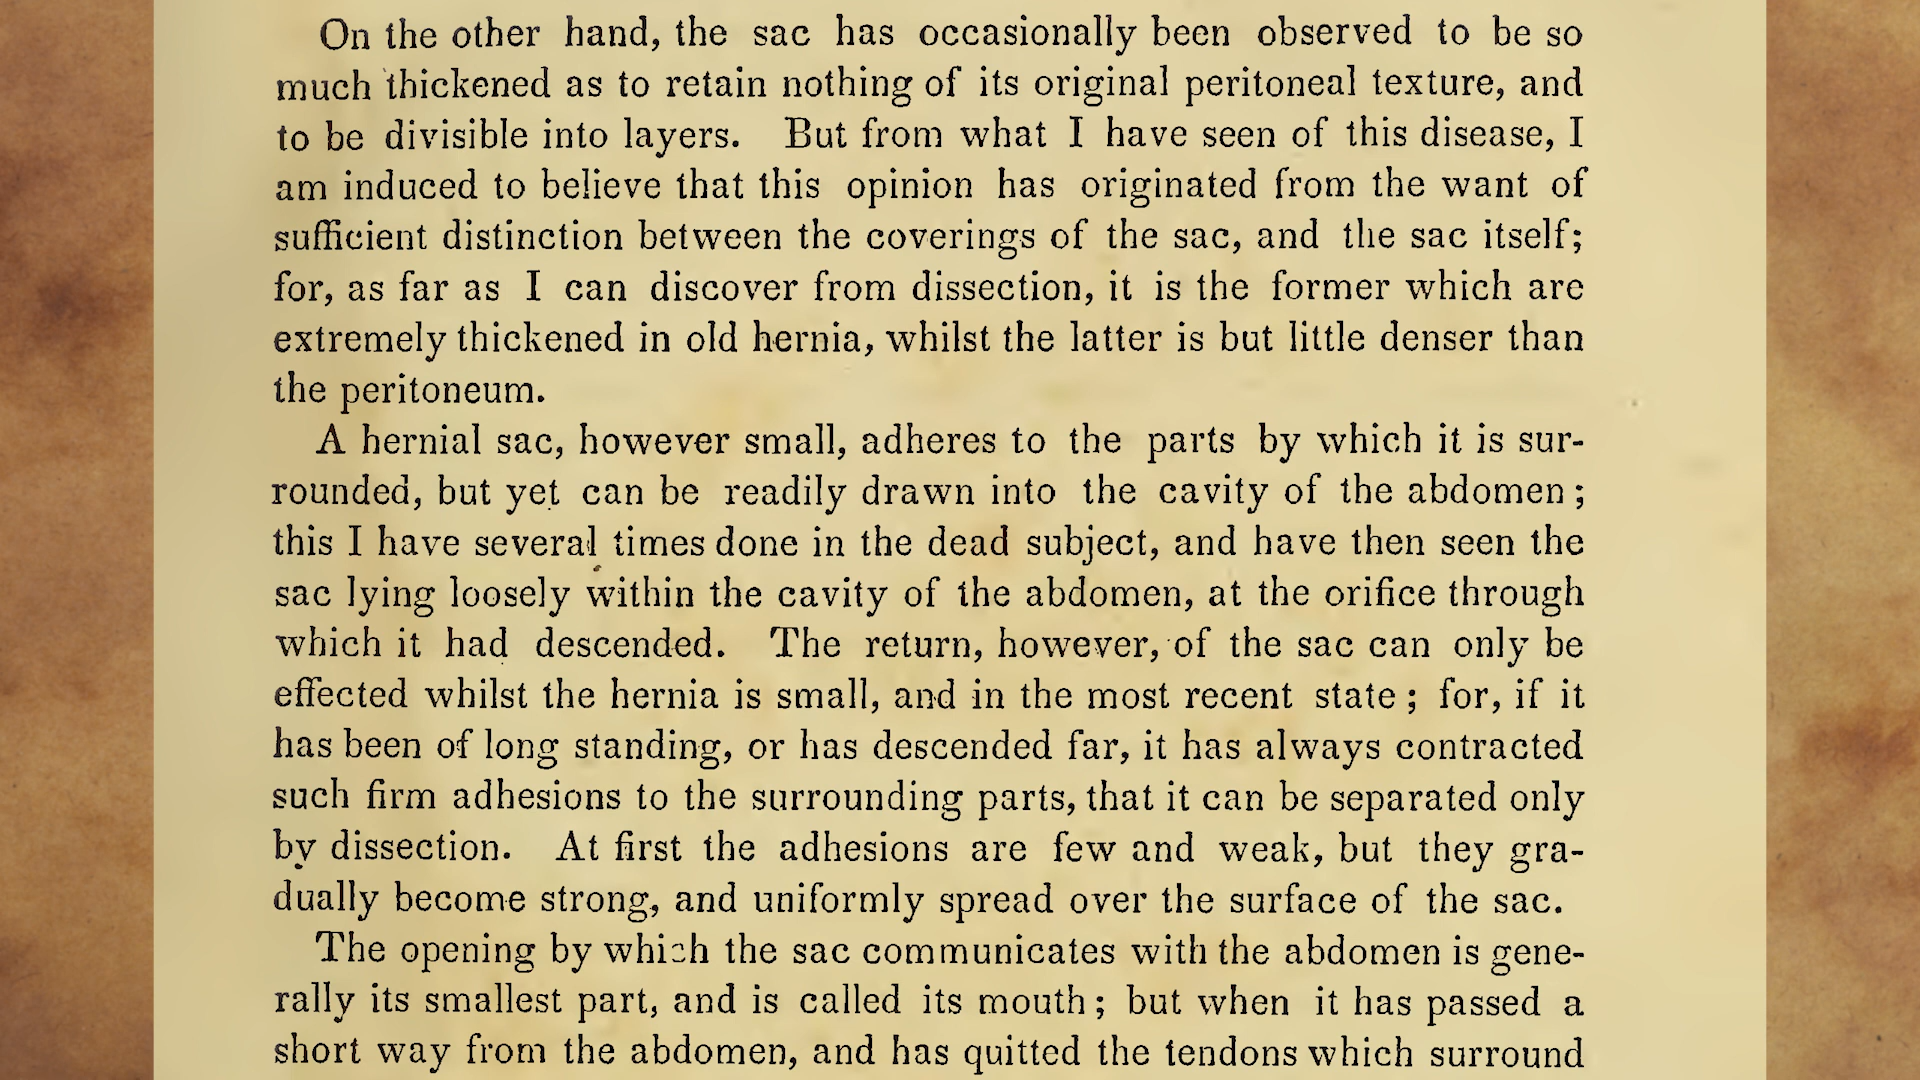 On the other hand, the sac has occasionally been observed to be so
much thickened as to retain nothing of its original peritoneal texture, and
to be divisible into layers. But from what I have seen of this disease, I
am induced to believe that this opinion has originated from the want of
sufficient distinction between the coverings of the sac, and the sac itself;
for, as far as I can discover from dissection, it is the former which are
extremely thickened in old hernia, whilst the latter is but little denser than
the peritoneum.
A hernial sac, however small, adheres to the parts by which it is sur-
rounded, but yet can be readily drawn into the cavity of the abdomen;
this I have several times done in the dead subject, and have then seen the
sac lying loosely within the cavity of the abdomen, at the orifice through
which it had descended. The return, however, of the sac can only be
effected whilst the hernia is small, and in the most recent state; for, if it
has been of long standing, or has descended far, it has always contracted
such firm adhesions to the surrounding parts, that it can be separated only
by dissection. At first the adhesions are few and weak, but they gra-
dually become strong, and uniformly spread over the surface of the sac.
The opening by which the sac communicates with the abdomen is gene-
rally its smallest part, and is called its mouth; but when it has passed a
short way from the abdomen, and has quitted the tendons which surround